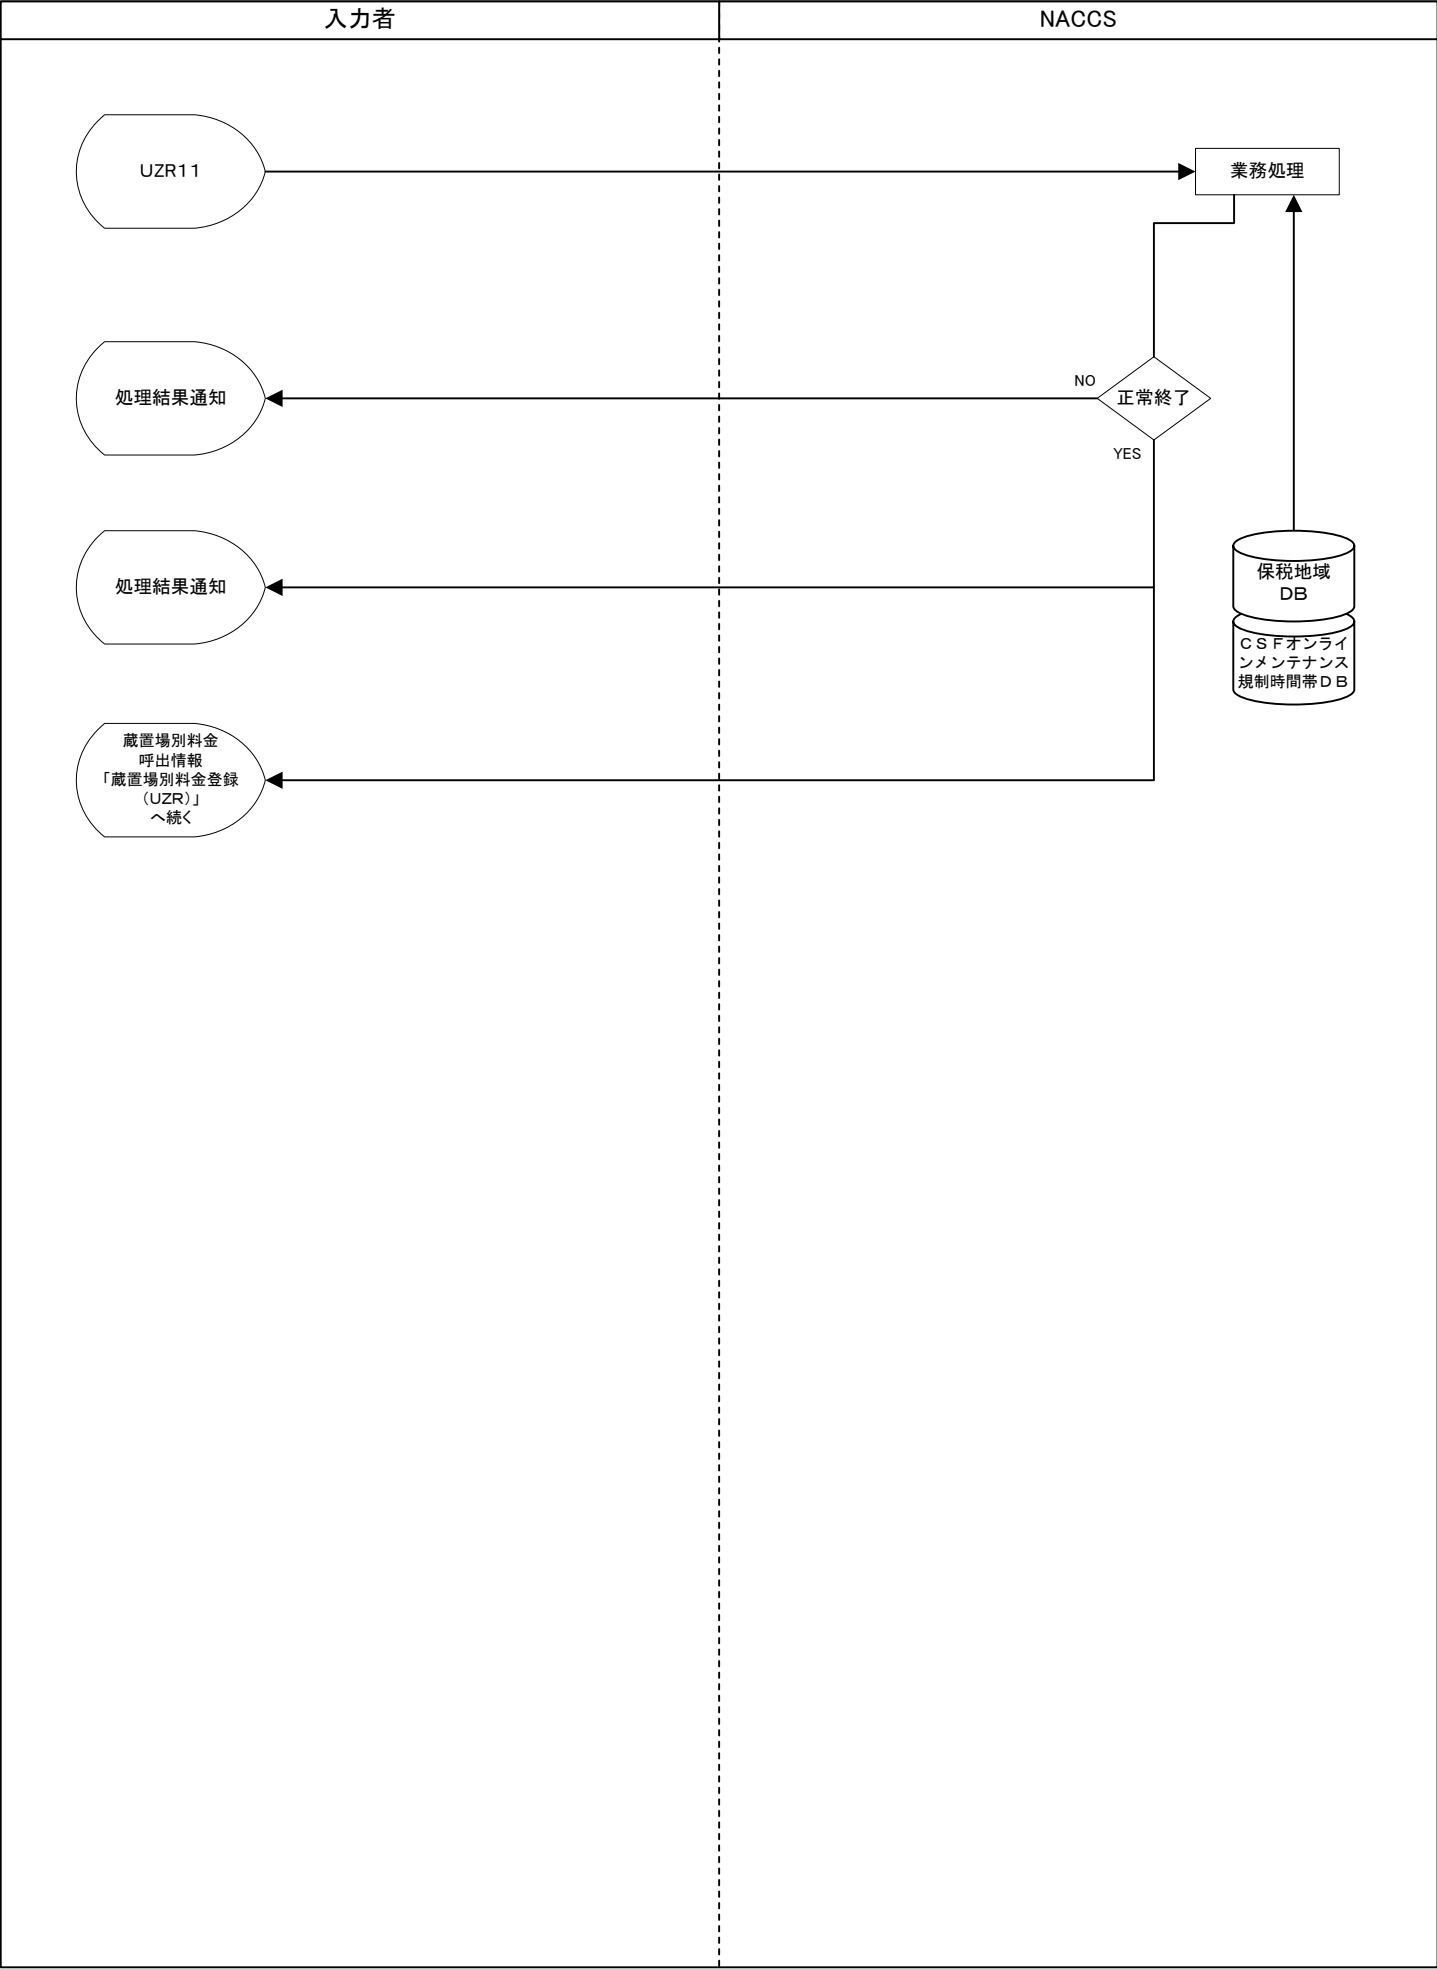 入力者
NACCS
UZR11
業務処理
処理結果通知
NO
正常終了
YES
処理結果通知
保税地域
DB
ＣＳＦオンライ
ンメンテナンス
規制時間帯ＤＢ
蔵置場別料金
呼出情報
「蔵置場別料金登録
（UZR）」
へ続く